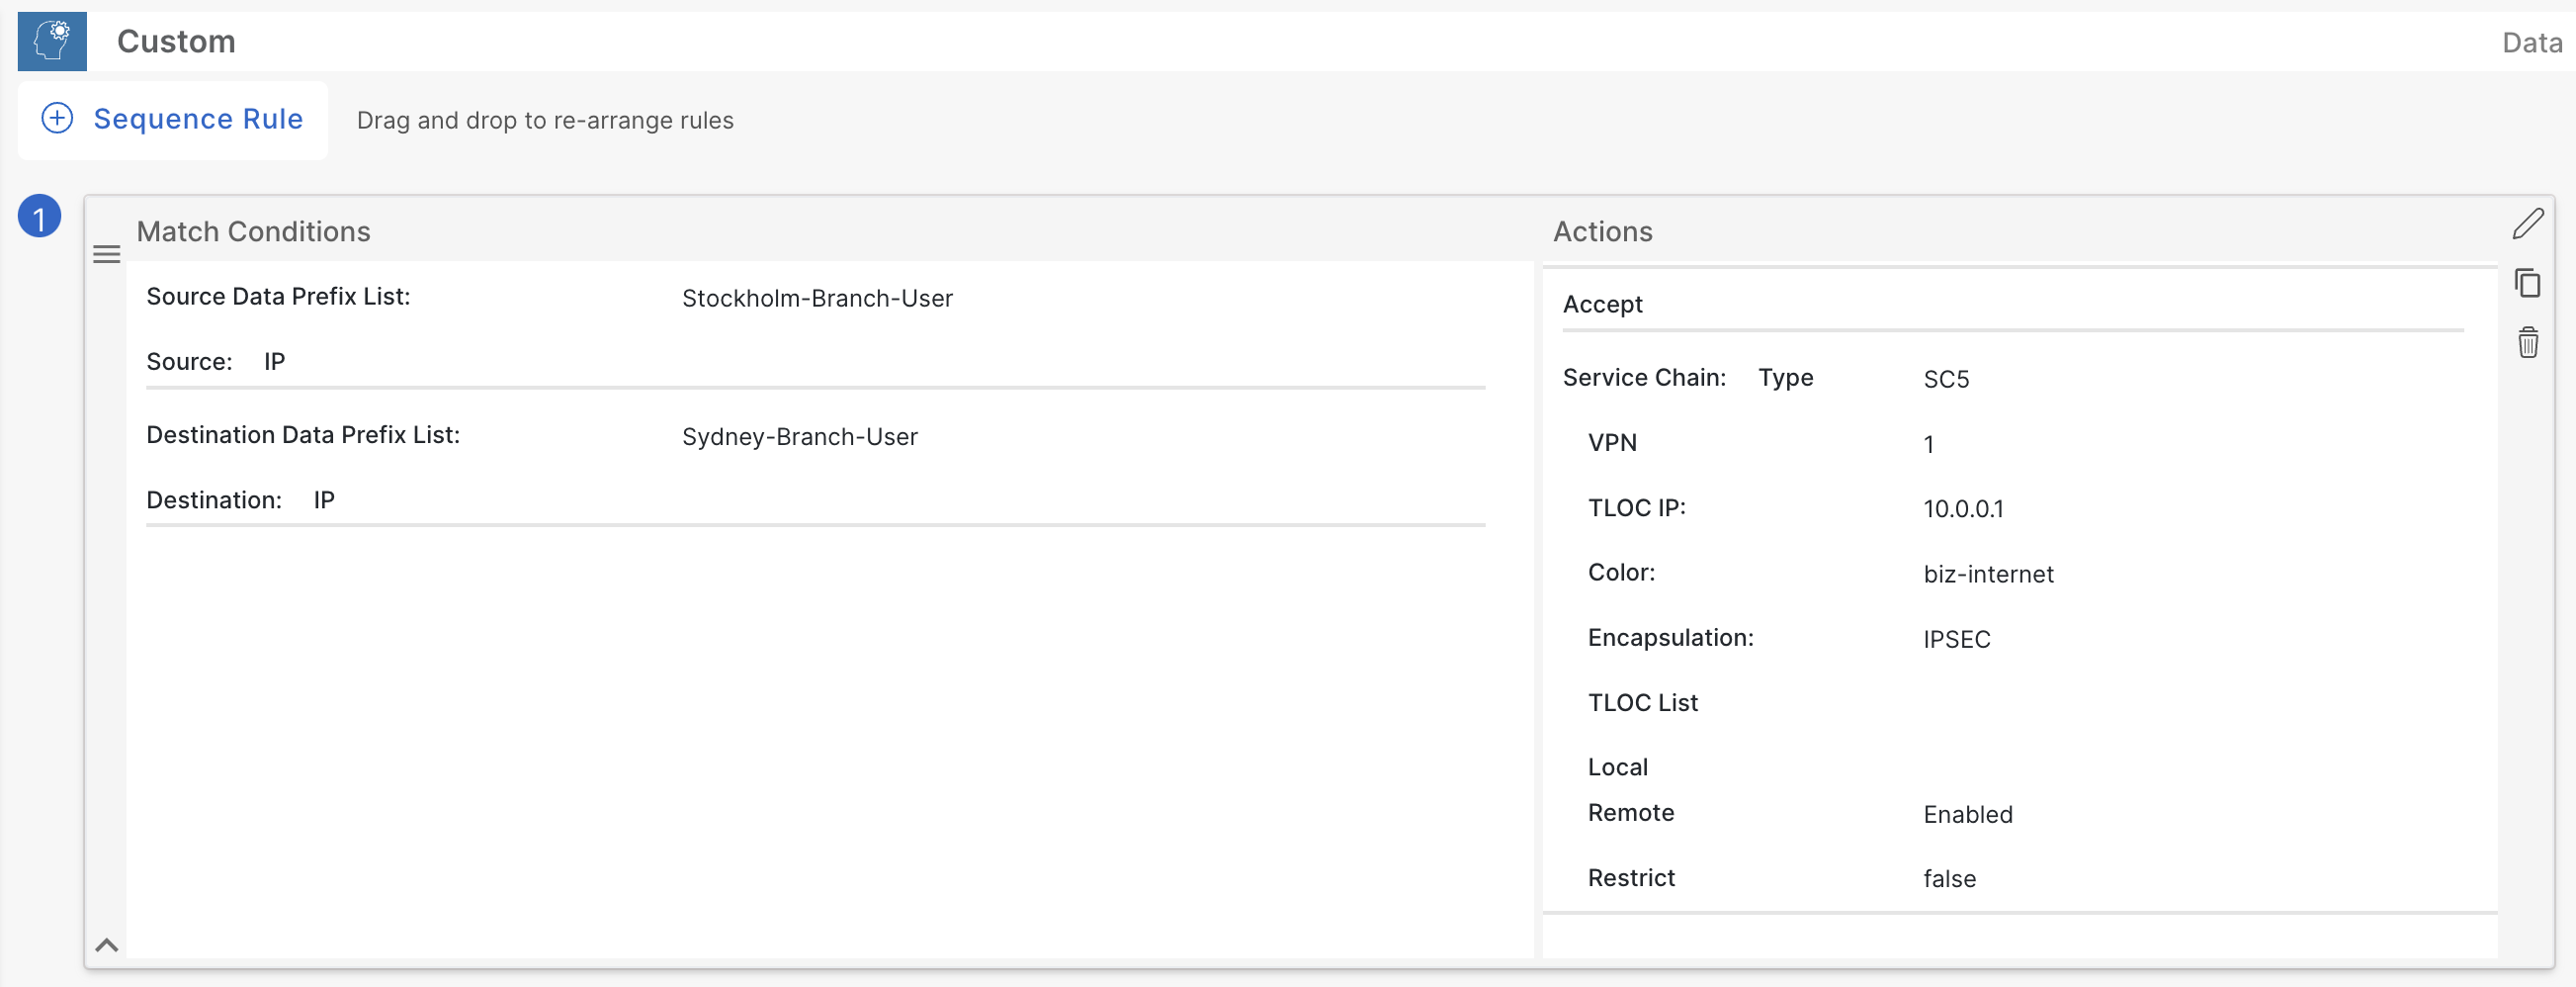 Custom
Data
Sequence Rule
Drag and drop to re-arrange rules
1
Match Conditions
Source Data Prefix List: Stockholm-Branch-User
Source: IP
Destination Data Prefix List: Sydney-Branch-User
Destination: IP
Actions
Accept
Service Chain: Type SC5
VPN 1
TLOC IP: 10.0.0.1
Color: biz-internet
Encapsulation: IPSEC
TLOC List
Local
Remote Enabled
Restrict false